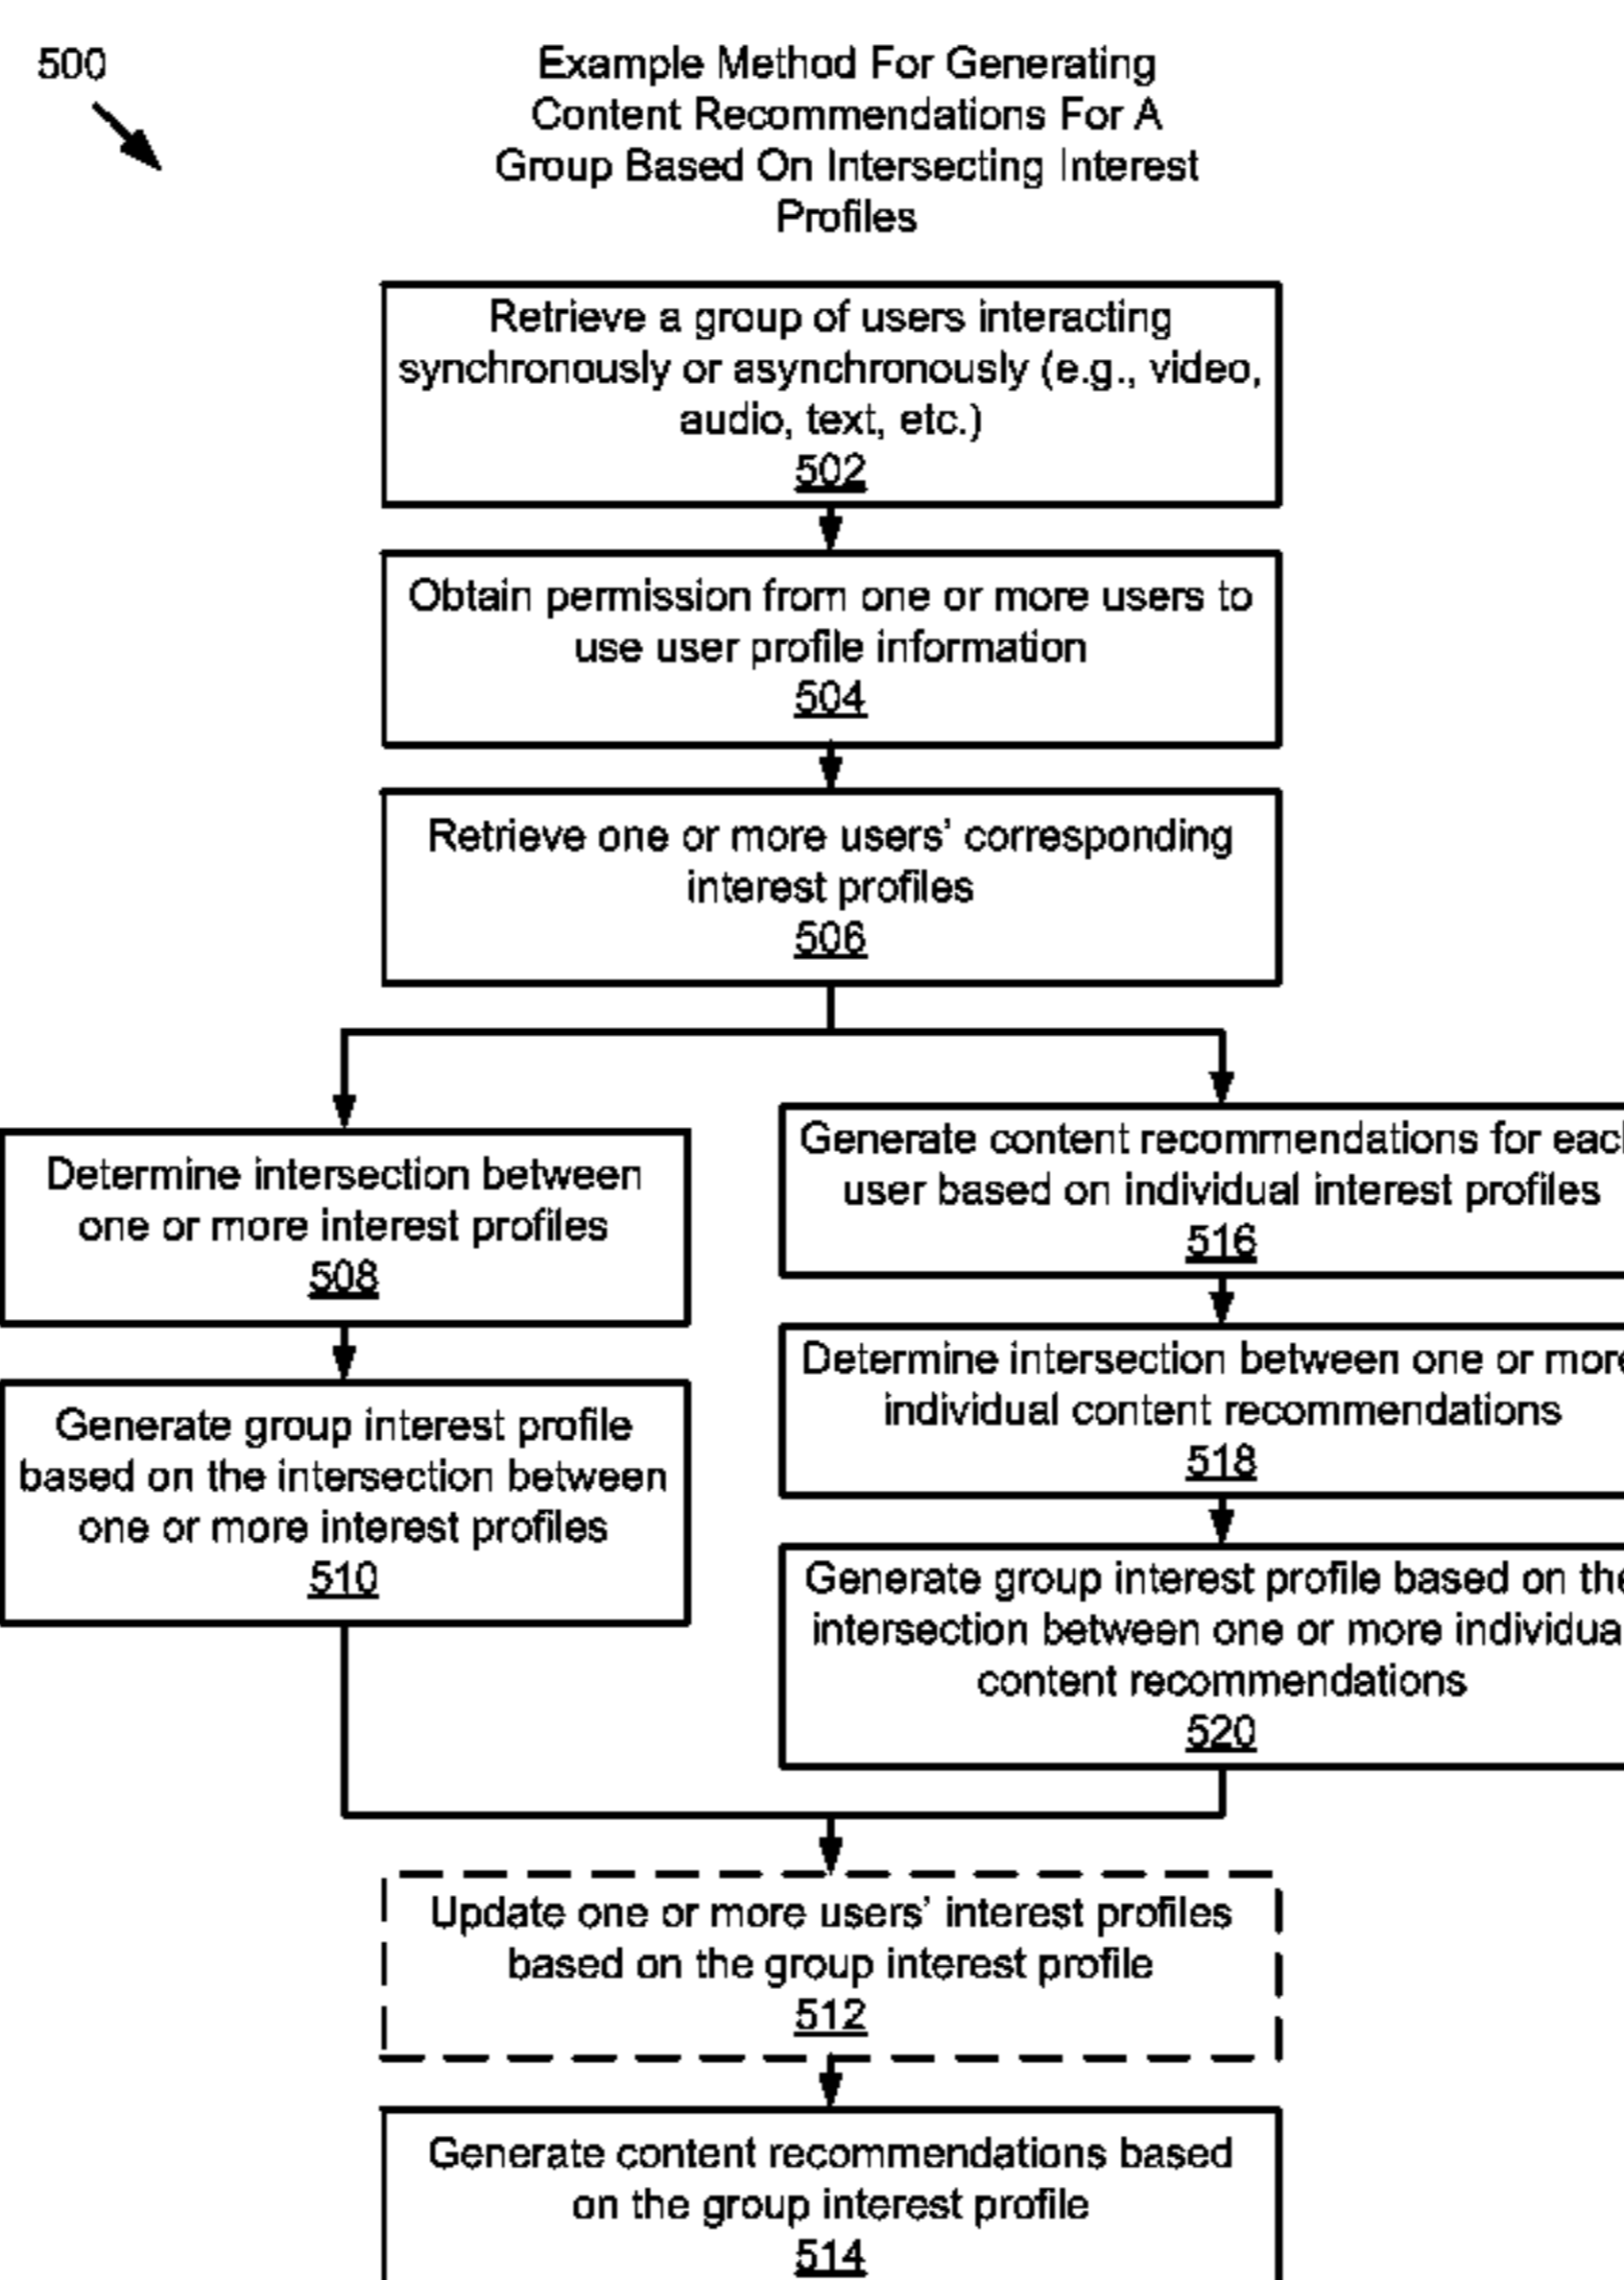 500
Example Method For Generating
Content Recommendations For A
Group Based On Intersecting Interest
Profiles
Retrieve a group of users interacting
synchronously or asynchronously (e.g., video,
audio, text, etc.)
502
Obtain permission from one or more users to
use user profile information
504
Retrieve one or more users' corresponding
interest profiles
506
Determine intersection between
one or more interest profiles
508
Generate group interest profile
based on the intersection between
one or more interest profiles
510
Generate content recommendations for each
user based on individual interest profiles
516
Determine intersection between one or more
individual content recommendations
518
Generate group interest profile based on the
intersection between one or more individua
content recommendations
520
Update one or more users' interest profiles
based on the group interest profile
512
Generate content recommendations based
on the group interest profile
514